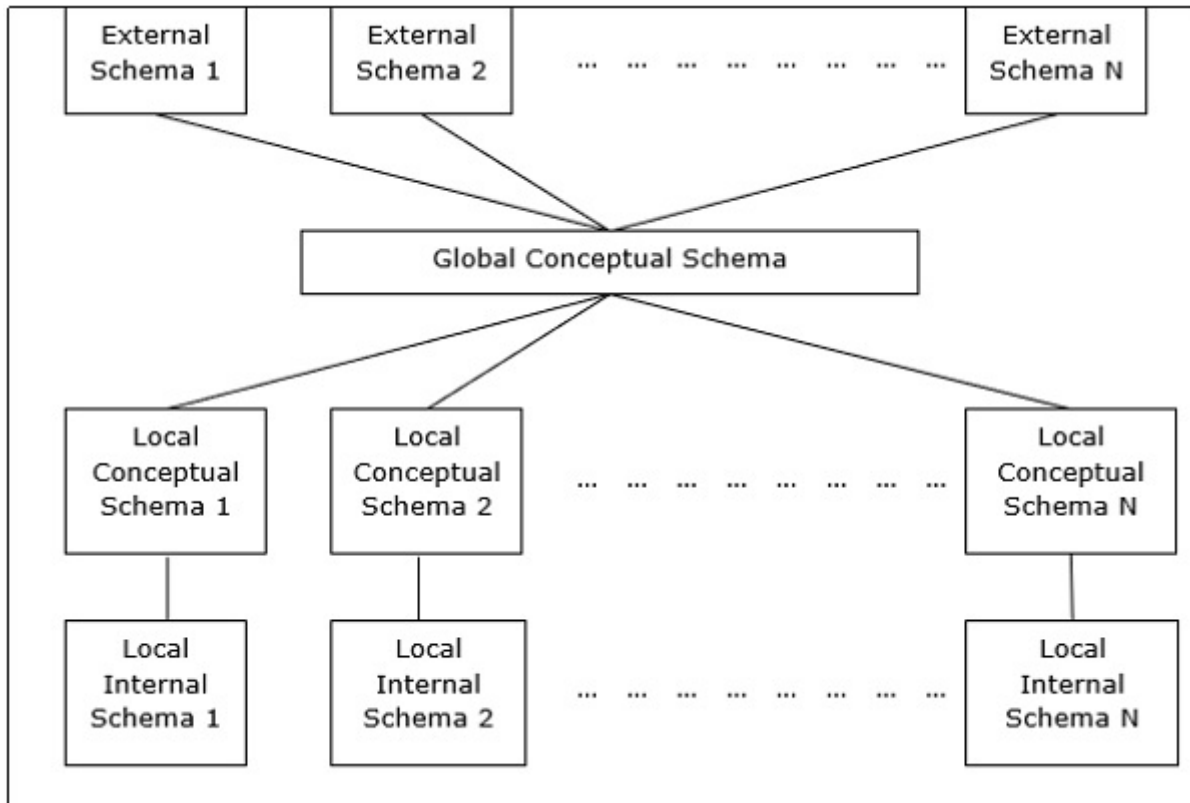 External
Schema 1
External
Schema 2
... ... ... ... ... ... ... ...
External
Schema N
Global Conceptual Schema
Local
Conceptual
Schema 1
Local
Conceptual
Schema 2
... ... ... ... ... ... ... ...
Local
Conceptual
Schema N
Local
Internal
Schema 1
Local
Internal
Schema 2
... ... ... ... ... ... ... ...
Local
Internal
Schema N